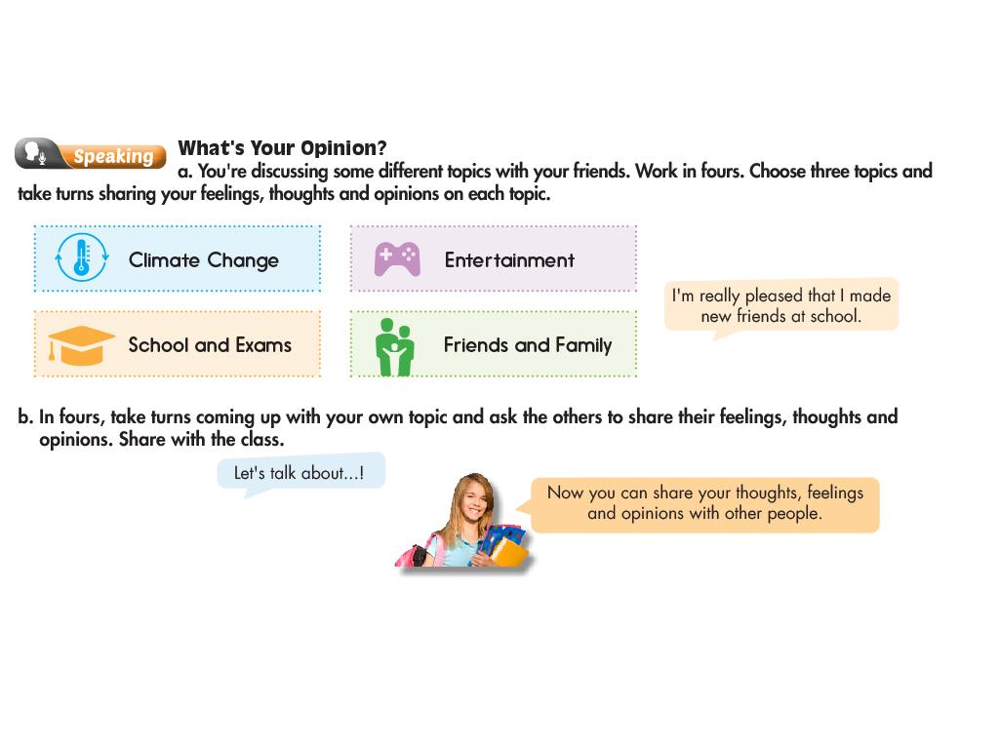 Speaking
What's Your Opinion?
a. You're discussing some different topics with your friends. Work in fours. Choose three topics and
take turns sharing your feelings, thoughts and opinions on each topic.
Climate Change
Entertainment
I'm really pleased that I made
new friends at school.
School and Exams
Friends and Family
b. In fours, take turns coming up with your own topic and ask the others to share their feelings, thoughts and
opinions. Share with the class.
Let's talk about...!
Now you can share your thoughts, feelings
and opinions with other people.